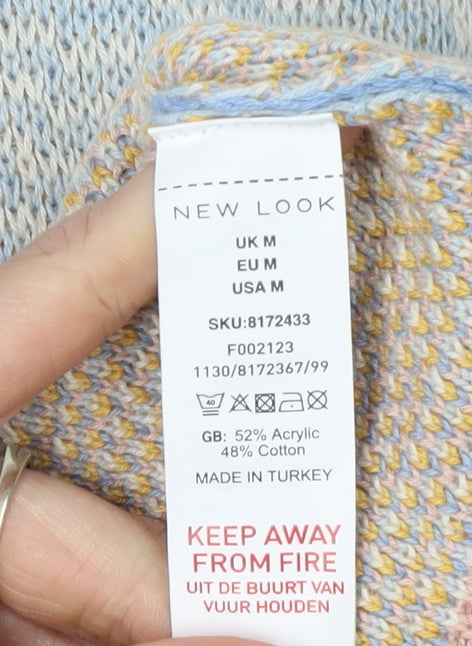 NEW LOOK
UK M
EU M
USA M
SKU:8172433
F002123
1130/8172367/99
40
GB: 52% Acrylic
48% Cotton
MADE IN TURKEY
KEEP AWAY
FROM FIRE
UIT DE BUURT VAN
VUUR HOUDEN